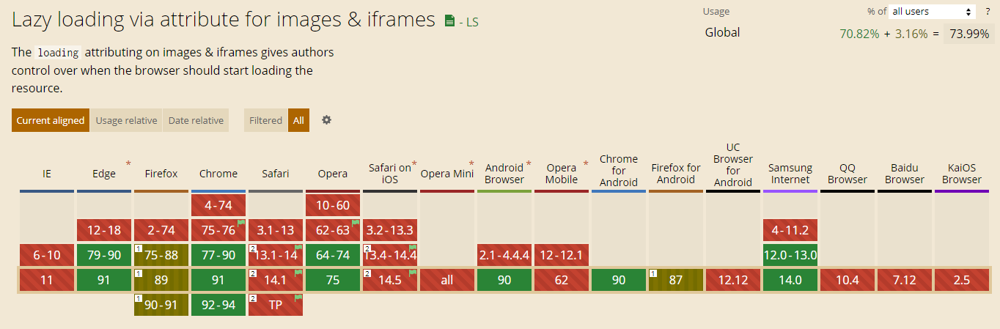 Lazy loading via attribute for images & iframes - LS
Usage % of all users ?
Global 70.82% + 3.16% = 73.99%
The loading attributing on images & iframes gives authors
control over when the browser should start loading the
resource.
Current aligned Usage relative Date relative Filtered All
IE Edge * Firefox Chrome Safari Opera Safari on iOS * Opera Mini * Android Browser * Opera Mobile * Chrome for Android Firefox for Android UC Browser for Android Samsung Internet QQ Browser Baidu Browser KaiOS Browser
4-74 10-60
12-18 2-74 75-76 3.1-13 62-63 3.2-13.3 4-11.2
6-10 79-90 1 75-88 77-90 2 13.1-14 64-74 2 13.4-14.4 2.1-4.4.4 12-12.1 12.0-13.0
11 91 1 89 91 2 14.1 75 2 14.5 all 90 62 90 1 87 12.12 14.0 10.4 7.12 2.5
1 90-91 92-94 2 TP